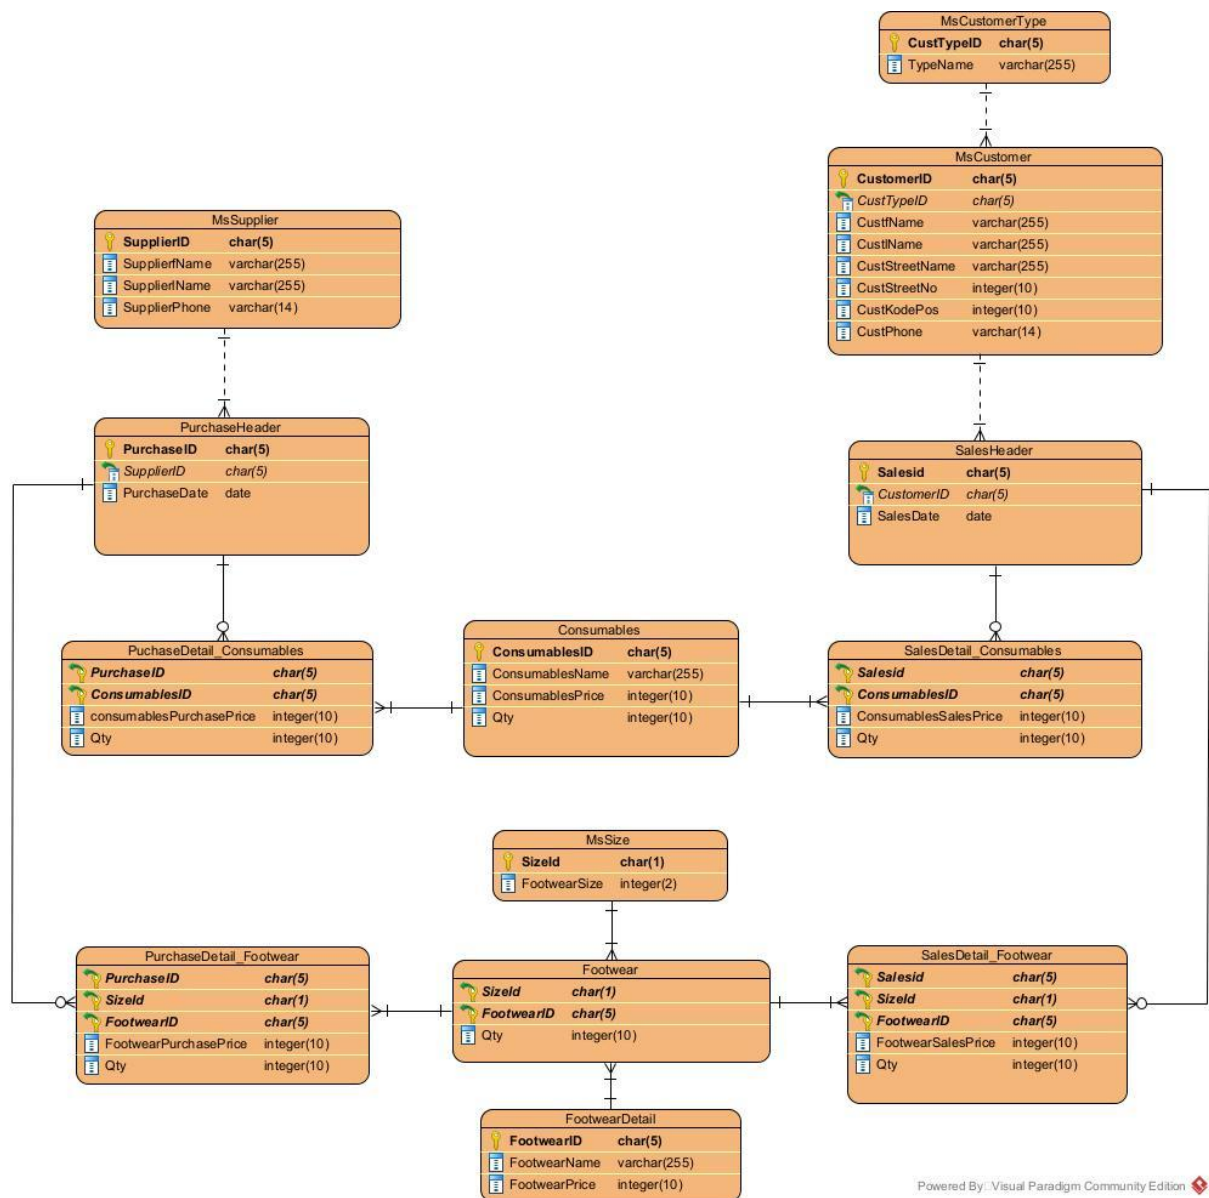 MsCustomerType
CustTypeID char(5)
TypeName varchar(255)
MsCustomer
CustomerID char(5)
CustTypeID char(5)
CustfName varchar(255)
CustlName varchar(255)
CustStreetName varchar(255)
CustStreetNo integer(10)
CustKodePos integer(10)
CustPhone varchar(14)
MsSupplier
SupplierID char(5)
SupplierfName varchar(255)
SupplierlName varchar(255)
SupplierPhone varchar(14)
PurchaseHeader
PurchaseID char(5)
SupplierID char(5)
PurchaseDate date
SalesHeader
Salesid char(5)
CustomerID char(5)
SalesDate date
PuchaseDetail_Consumables
PurchaseID char(5)
ConsumablesID char(5)
consumablesPurchasePrice integer(10)
Qty integer(10)
Consumables
ConsumablesID char(5)
ConsumablesName varchar(255)
ConsumablesPrice integer(10)
Qty integer(10)
SalesDetail_Consumables
Salesid char(5)
ConsumablesID char(5)
ConsumablesSalesPrice integer(10)
Qty integer(10)
MsSize
SizeId char(1)
FootwearSize integer(2)
PurchaseDetail_Footwear
PurchaseID char(5)
SizeId char(1)
FootwearID char(5)
FootwearPurchasePrice integer(10)
Qty integer(10)
Footwear
SizeId char(1)
FootwearID char(5)
Qty integer(10)
SalesDetail_Footwear
Salesid char(5)
SizeId char(1)
FootwearID char(5)
FootwearSalesPrice integer(10)
Qty integer(10)
FootwearDetail
FootwearID char(5)
FootwearName varchar(255)
FootwearPrice integer(10)
Powered By: Visual Paradigm Community Edition